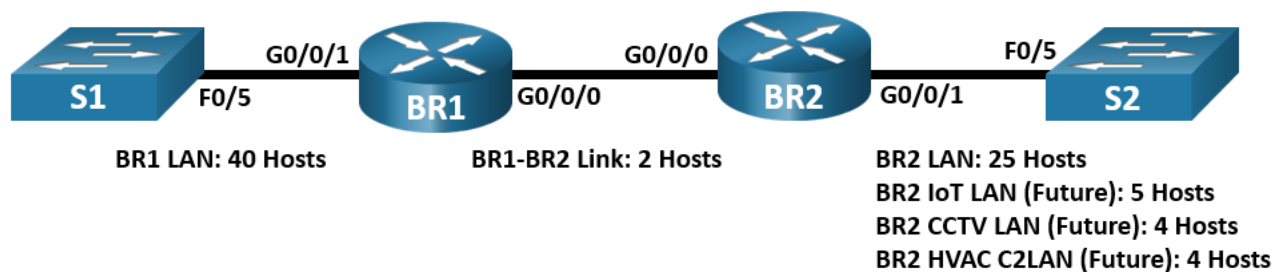 S1
F0/5
G0/0/1
BR1
G0/0/0
G0/0/0
BR2
G0/0/1
F0/5
S2
BR1 LAN: 40 Hosts
BR1-BR2 Link: 2 Hosts
BR2 LAN: 25 Hosts
BR2 IoT LAN (Future): 5 Hosts
BR2 CCTV LAN (Future): 4 Hosts
BR2 HVAC C2LAN (Future): 4 Hosts